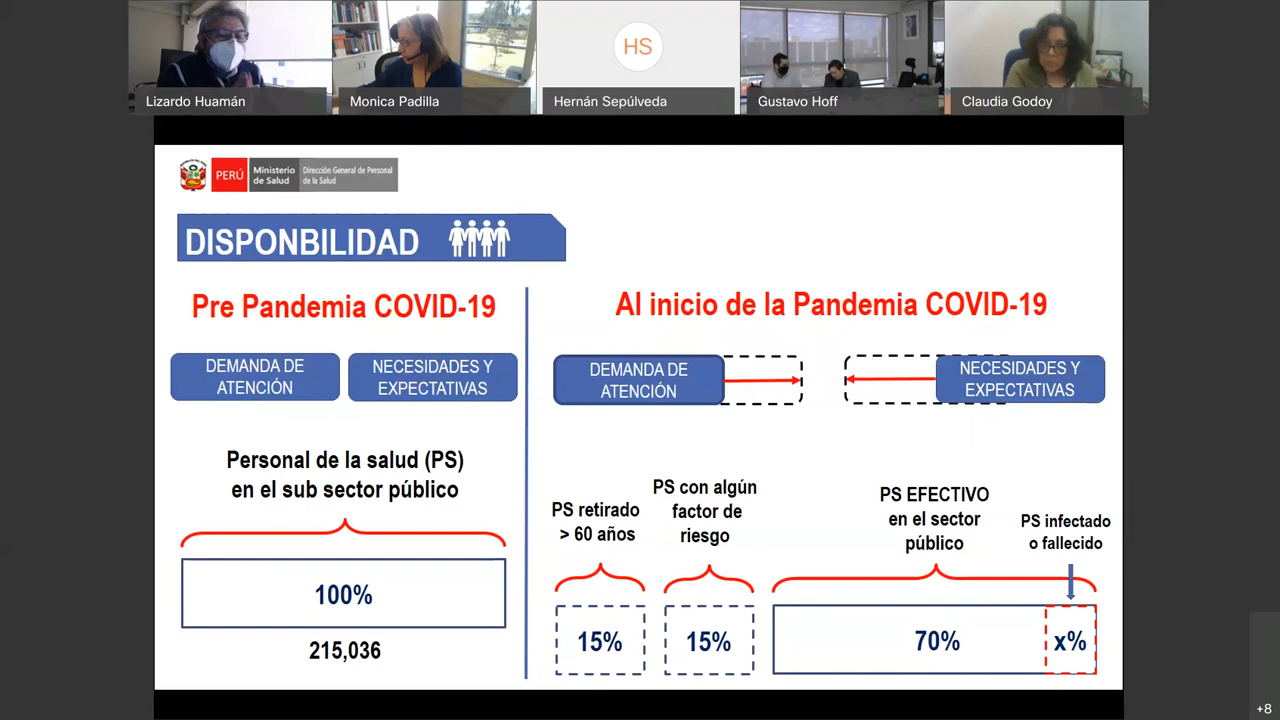 Lizardo Huamán
Monica Padilla
HS
Hernán Sepúlveda
Gustavo Hoff
Claudia Godoy
PERÚ
Ministerio
de Salud
Dirección General de Personal
de la Salud
DISPONBILIDAD
Pre Pandemia COVID-19
DEMANDA DE
ATENCIÓN
NECESIDADES Y
EXPECTATIVAS
Personal de la salud (PS)
en el sub sector público
100%
215,036
Al inicio de la Pandemia COVID-19
DEMANDA DE
ATENCIÓN
NECESIDADES Y
EXPECTATIVAS
PS retirado
> 60 años
15%
PS con algún
factor de
riesgo
15%
PS EFECTIVO
en el sector
público
70%
PS infectado
o fallecido
x%
+8